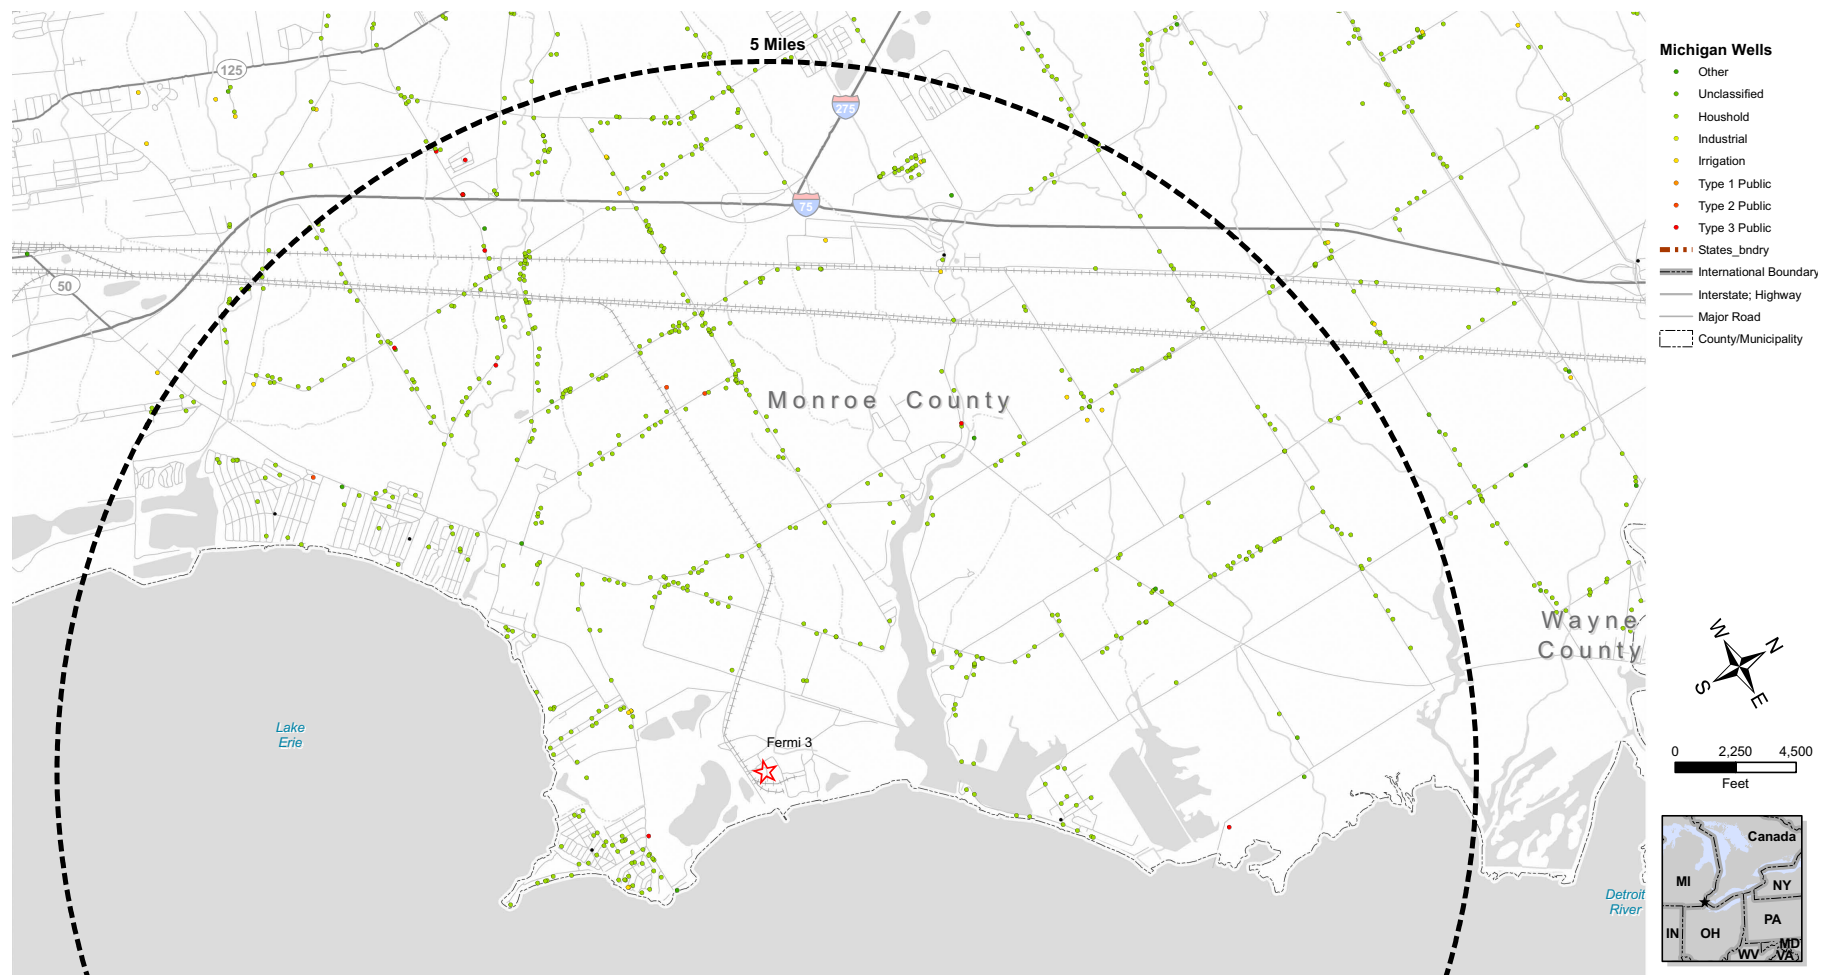 5 Miles
125
275
75
50
Monroe County
Wayne
County
Lake
Erie
Fermi 3
Detroit
River
Michigan Wells
Other
Unclassified
Houshold
Industrial
Irrigation
Type 1 Public
Type 2 Public
Type 3 Public
States_bndry
International Boundary
Interstate; Highway
Major Road
County/Municipality
W
N
S
E
0 2,250 4,500
Feet
Canada
MI
NY
PA
IN
OH
MD
WV
VA